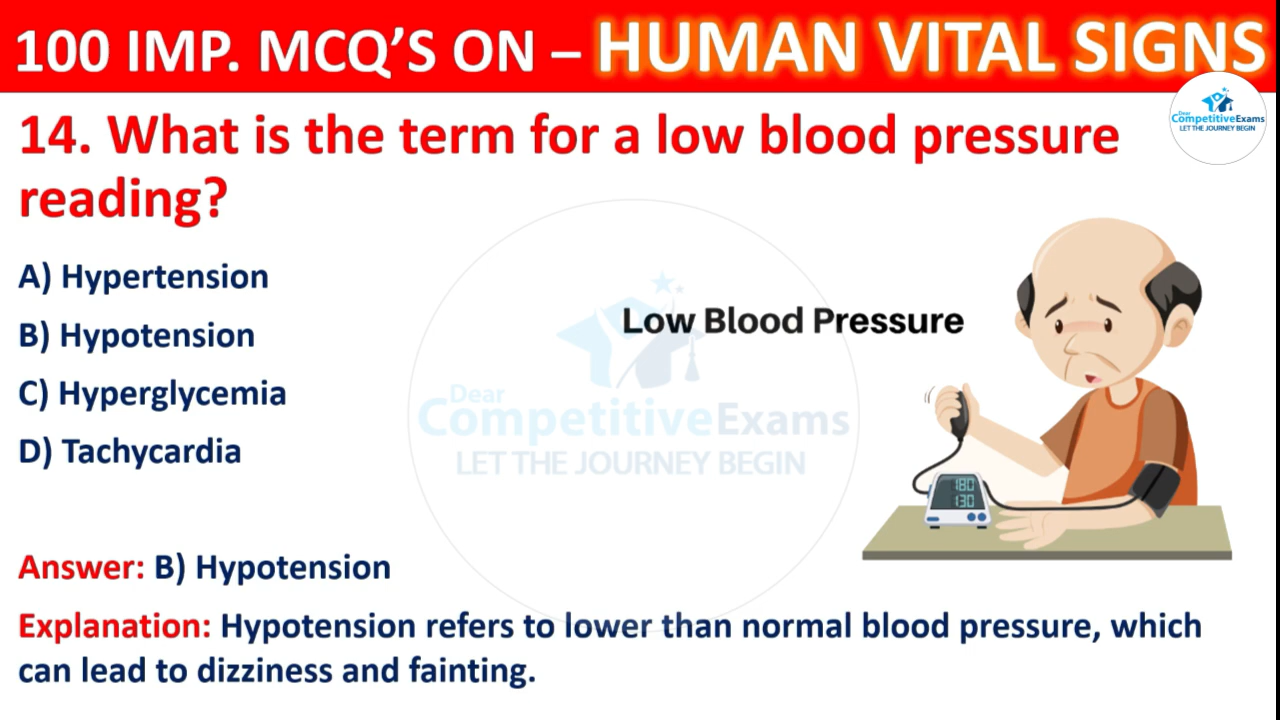 100 IMP. MCQ’S ON – HUMAN VITAL SIGNS
Dear
CompetitiveExams
LET THE JOURNEY BEGIN
14. What is the term for a low blood pressure
reading?
A) Hypertension
B) Hypotension
C) Hyperglycemia
D) Tachycardia
Low Blood Pressure
Dear
CompetitiveExams
LET THE JOURNEY BEGIN
180
130
Answer: B) Hypotension
Explanation: Hypotension refers to lower than normal blood pressure, which
can lead to dizziness and fainting.